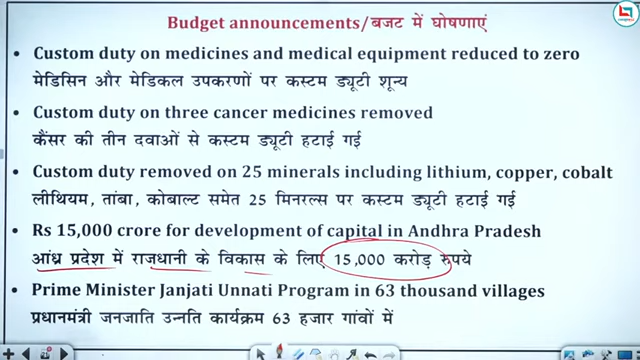 Budget announcements/बजट में घोषणाएं
• Custom duty on medicines and medical equipment reduced to zero
मेडिसिन और मेडिकल उपकरणों पर कस्टम ड्यूटी शून्य
• Custom duty on three cancer medicines removed
कैंसर की तीन दवाओं से कस्टम ड्यूटी हटाई गई
• Custom duty removed on 25 minerals including lithium, copper, cobalt
लीथियम, तांबा, कोबाल्ट समेत 25 मिनरल्स पर कस्टम ड्यूटी हटाई गई
• Rs 15,000 crore for development of capital in Andhra Pradesh
आंध्र प्रदेश में राजधानी के विकास के लिए 15,000 करोड़ रुपये
• Prime Minister Janjati Unnati Program in 63 thousand villages
प्रधानमंत्री जनजाति उन्नति कार्यक्रम 63 हजार गांवों में